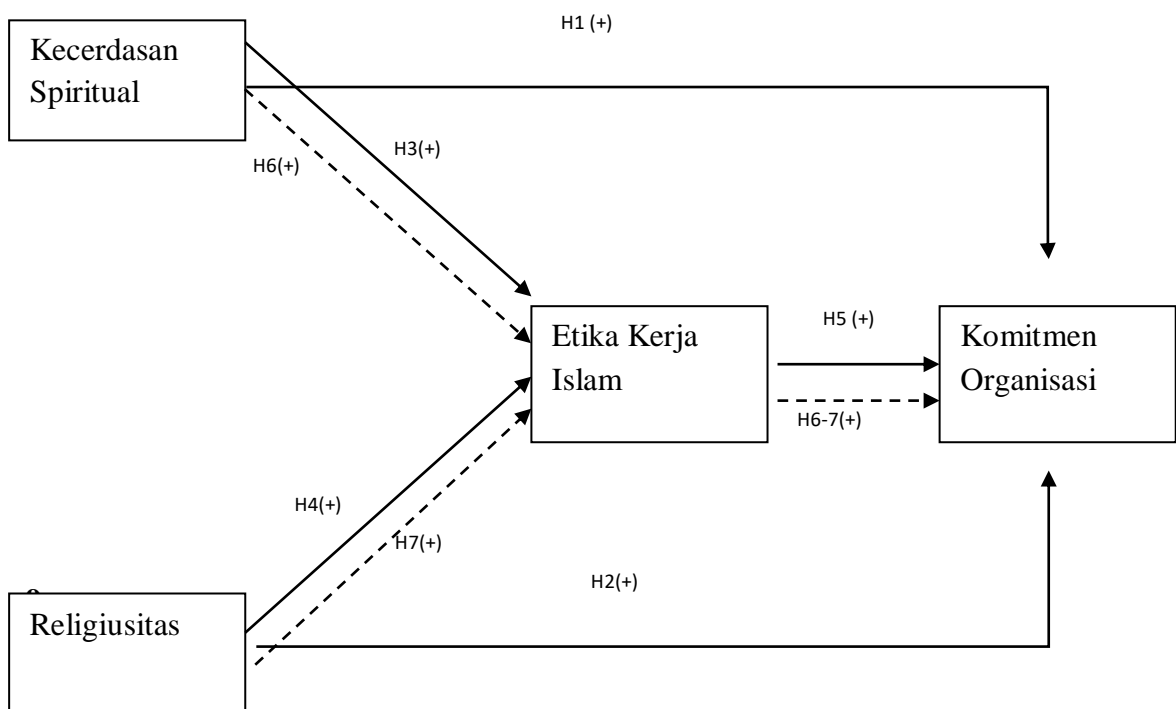 H1 (+)
Kecerdasan
Spiritual
H3(+)
H6(+)
Etika Kerja
Islam
H5 (+)
H6-7(+)
Komitmen
Organisasi
H4(+)
H7(+)
H2(+)
Religiusitas